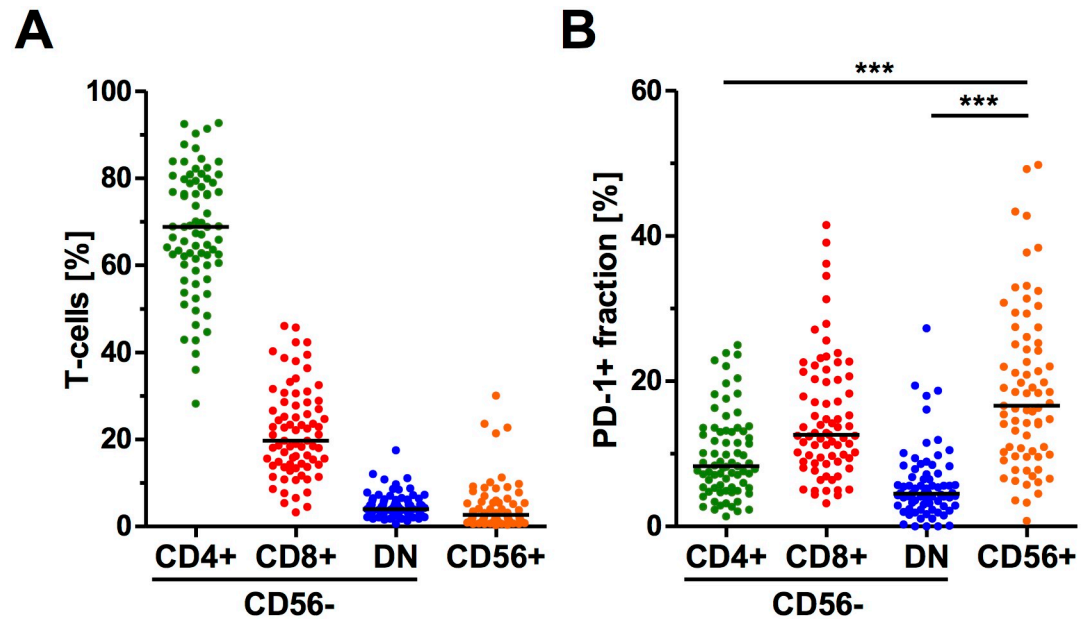 A
T-cells [%]
100
80
60
40
20
0
CD4+ CD8+ DN CD56+
CD56-
B
PD-1+ fraction [%]
60
40
20
0
***
***
CD4+ CD8+ DN CD56+
CD56-